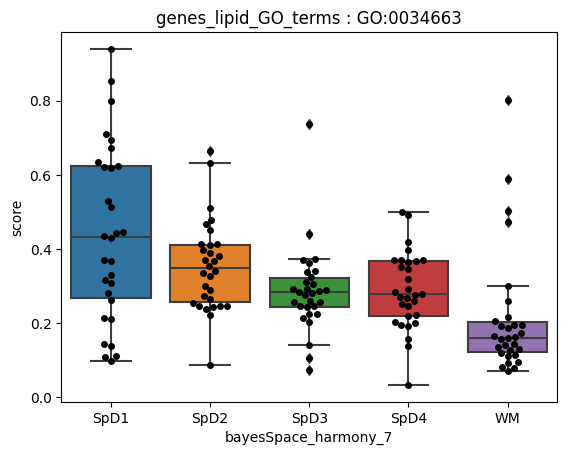 genes_lipid_GO_terms : GO:0034663
score
0.8
0.6
0.4
0.2
0.0
SpD1 SpD2 SpD3 SpD4 WM
bayesSpace_harmony_7